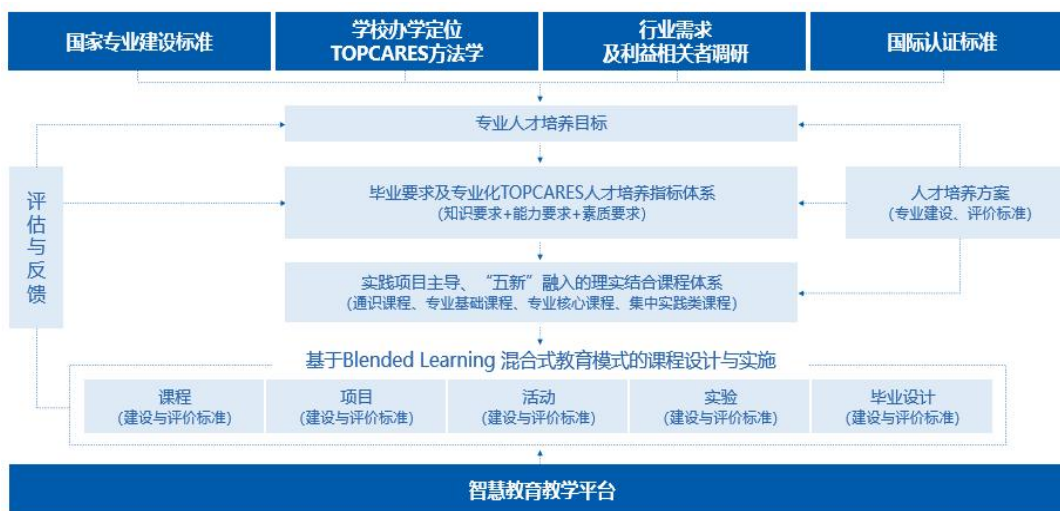 国家专业建设标准
学校办学定位
TOPCARES方法学
行业需求
及利益相关者调研
国际认证标准
专业人才培养目标
评估与反馈
毕业要求及专业化TOPCARES人才培养指标体系
(知识要求+能力要求+素质要求)
人才培养方案
(专业建设、评价标准)
实践项目主导、“五新”融入的理实结合课程体系
(通识课程、专业基础课程、专业核心课程、集中实践类课程)
基于Blended Learning 混合式教育模式的课程设计与实施
课程
(建设与评价标准)
项目
(建设与评价标准)
活动
(建设与评价标准)
实验
(建设与评价标准)
毕业设计
(建设与评价标准)
智慧教育教学平台